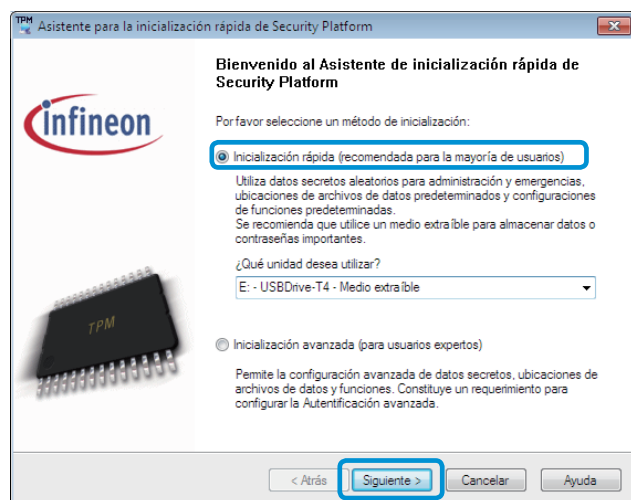 TPM
Asistente para la inicialización rápida de Security Platform
Bienvenido al Asistente de inicialización rápida de
Security Platform
infineon
Por favor seleccione un método de inicialización:
Inicialización rápida (recomendada para la mayoría de usuarios)
Utiliza datos secretos aleatorios para administración y emergencias,
ubicaciones de archivos de datos predeterminados y configuraciones
de funciones predeterminadas.
Se recomienda que utilice un medio extraíble para almacenar datos o
contraseñas importantes.
¿Qué unidad desea utilizar?
E: - USBDrive-T4 - Medio extraíble
TPM
Inicialización avanzada (para usuarios expertos)
Permite la configuración avanzada de datos secretos, ubicaciones de
archivos de datos y funciones. Constituye un requerimiento para
configurar la Autentificación avanzada.
< Atrás
Siguiente >
Cancelar
Ayuda